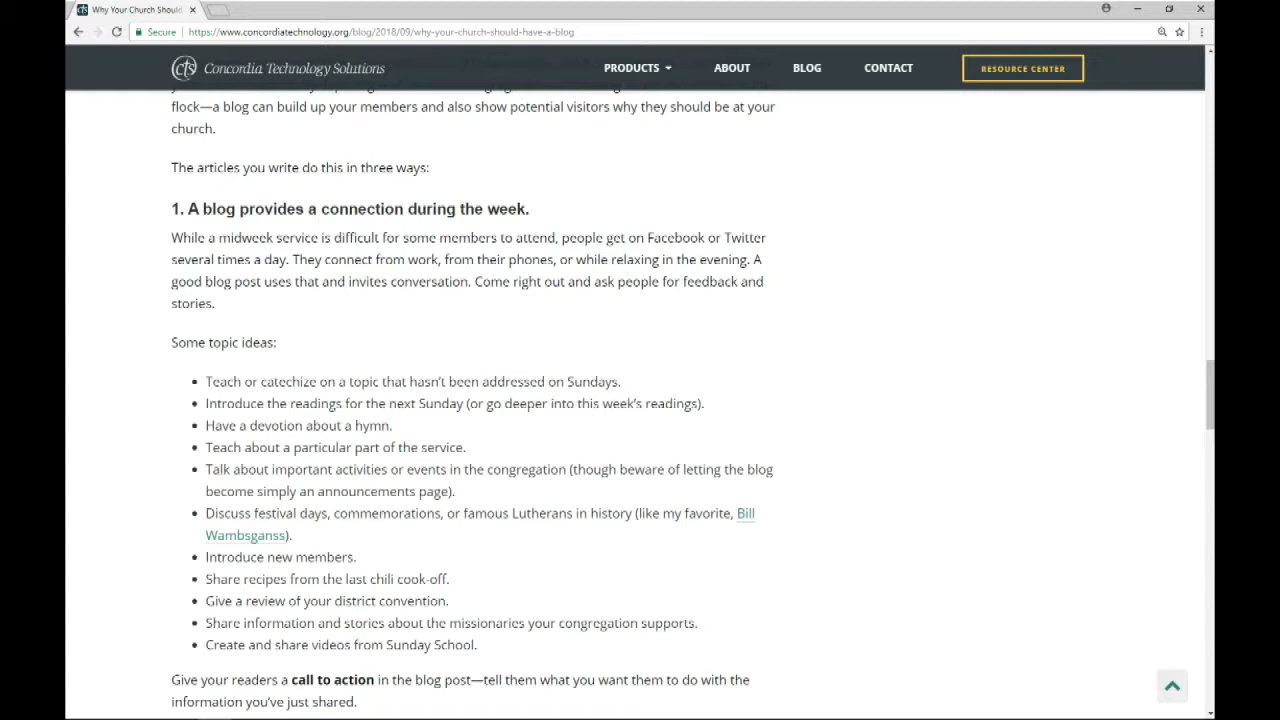 Why Your Church Should
Secure
https://www.concordiatechnology.org/blog/2018/09/why-your-church-should-have-a-blog
cts Concordia Technology Solutions
PRODUCTS
ABOUT
BLOG
CONTACT
RESOURCE CENTER
flock—a blog can build up your members and also show potential visitors why they should be at your
church.
The articles you write do this in three ways:
1. A blog provides a connection during the week.
While a midweek service is difficult for some members to attend, people get on Facebook or Twitter
several times a day. They connect from work, from their phones, or while relaxing in the evening. A
good blog post uses that and invites conversation. Come right out and ask people for feedback and
stories.
Some topic ideas:
• Teach or catechize on a topic that hasn't been addressed on Sundays.
• Introduce the readings for the next Sunday (or go deeper into this week's readings).
• Have a devotion about a hymn.
• Teach about a particular part of the service.
• Talk about important activities or events in the congregation (though beware of letting the blog
become simply an announcements page).
• Discuss festival days, commemorations, or famous Lutherans in history (like my favorite, Bill
Wambsganss).
• Introduce new members.
• Share recipes from the last chili cook-off.
• Give a review of your district convention.
• Share information and stories about the missionaries your congregation supports.
• Create and share videos from Sunday School.
Give your readers a call to action in the blog post—tell them what you want them to do with the
information you've just shared.